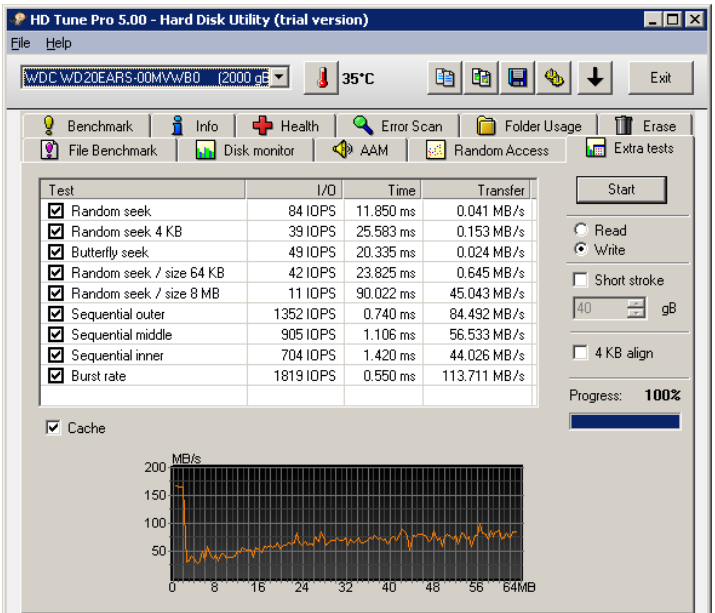 HD Tune Pro 5.00 - Hard Disk Utility (trial version)
File Help
WDC WD20EARS-00MVWB0 (2000 gB 35°C Exit
Benchmark Info Health Error Scan Folder Usage Erase
File Benchmark Disk monitor AAM Random Access Extra tests
Test I/O Time Transfer Start
Random seek 84 IOPS 11.850 ms 0.041 MB/s
Random seek 4 KB 39 IOPS 25.583 ms 0.153 MB/s Read
Butterfly seek 49 IOPS 20.335 ms 0.024 MB/s Write
Random seek / size 64 KB 42 IOPS 23.825 ms 0.645 MB/s Short stroke
Random seek / size 8 MB 11 IOPS 90.022 ms 45.043 MB/s
Sequential outer 1352 IOPS 0.740 ms 84.492 MB/s 40 gB
Sequential middle 905 IOPS 1.106 ms 56.533 MB/s
Sequential inner 704 IOPS 1.420 ms 44.026 MB/s 4 KB align
Burst rate 1819 IOPS 0.550 ms 113.711 MB/s
Progress: 100%
Cache
MB/s
200
150
100
50
0 8 16 24 32 40 48 56 64MB